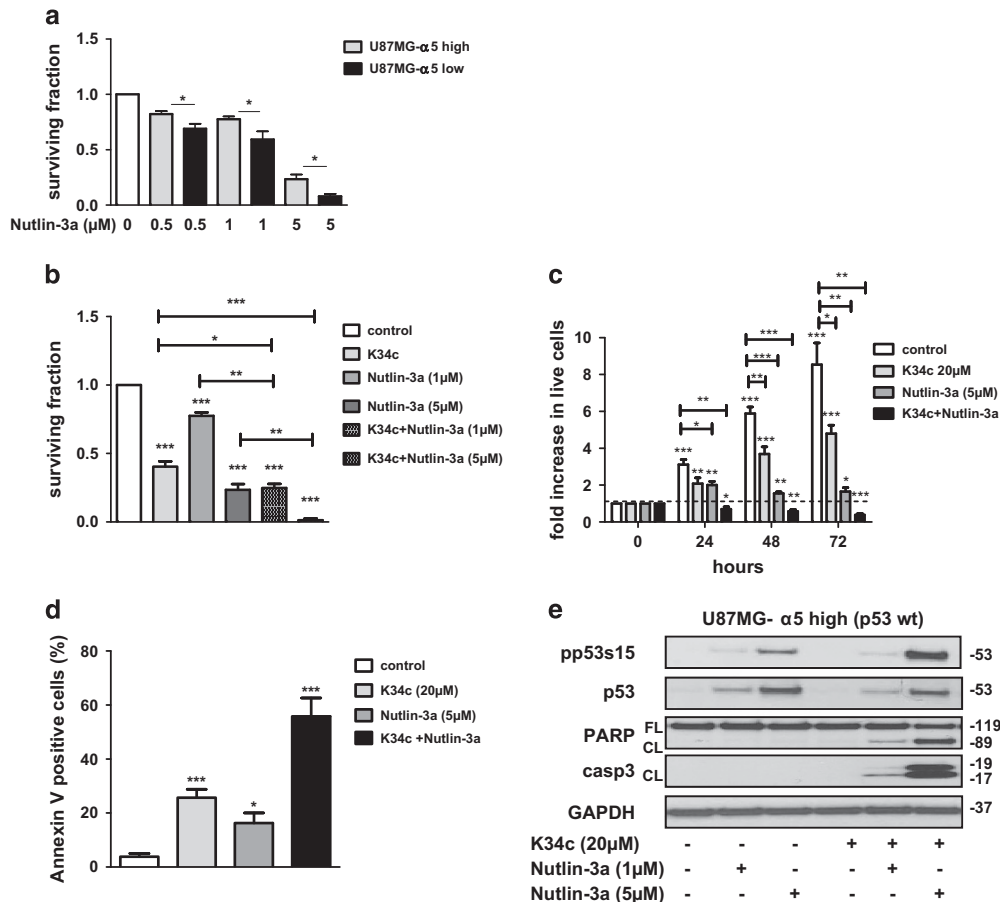 a
surviving fraction
1.5
1.0
0.5
0.0
* * *
U87MG-α5 high
U87MG-α5 low
Nutlin-3a (µM) 0 0.5 0.5 1 1 5 5
b
surviving fraction
1.5
1.0
0.5
0.0
***
*
**
**
*** *** *** *** ***
control
K34c
Nutlin-3a (1µM)
Nutlin-3a (5µM)
K34c+Nutlin-3a (1µM)
K34c+Nutlin-3a (5µM)
c
fold increase in live cells
10
8
6
4
2
0
**
*
*** ** ** *
***
***
**
*** *** ** **
**
**
*
*** *** * ***
control
K34c 20µM
Nutlin-3a (5µM)
K34c+Nutlin-3a
0 24 48 72
hours
d
Annexin V positive cells (%)
80
60
40
20
0
*** * ***
control
K34c (20µM)
Nutlin-3a (5µM)
K34c +Nutlin-3a
e
U87MG- α5 high (p53 wt)
pp53s15 -53
p53 -53
PARP FL CL -119 -89
casp3 CL -19 -17
GAPDH -37
K34c (20µM) - - - + + +
Nutlin-3a (1µM) - + - - + -
Nutlin-3a (5µM) - - + - - +